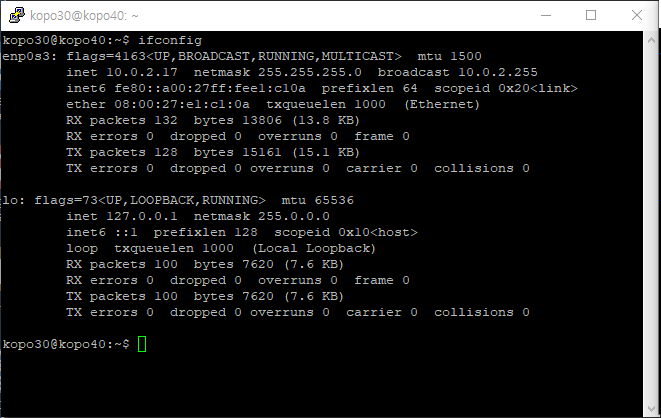 kopo30@kopo40: ~
kopo30@kopo40:~$ ifconfig
enp0s3: flags=4163<UP,BROADCAST,RUNNING,MULTICAST>  mtu 1500
        inet 10.0.2.17  netmask 255.255.255.0  broadcast 10.0.2.255
        inet6 fe80::a00:27ff:fee1:c10a  prefixlen 64  scopeid 0x20<link>
        ether 08:00:27:e1:c1:0a  txqueuelen 1000  (Ethernet)
        RX packets 132  bytes 13806 (13.8 KB)
        RX errors 0  dropped 0  overruns 0  frame 0
        TX packets 128  bytes 15161 (15.1 KB)
        TX errors 0  dropped 0 overruns 0  carrier 0  collisions 0
lo: flags=73<UP,LOOPBACK,RUNNING>  mtu 65536
        inet 127.0.0.1  netmask 255.0.0.0
        inet6 ::1  prefixlen 128  scopeid 0x10<host>
        loop  txqueuelen 1000  (Local Loopback)
        RX packets 100  bytes 7620 (7.6 KB)
        RX errors 0  dropped 0  overruns 0  frame 0
        TX packets 100  bytes 7620 (7.6 KB)
        TX errors 0  dropped 0 overruns 0  carrier 0  collisions 0
kopo30@kopo40:~$